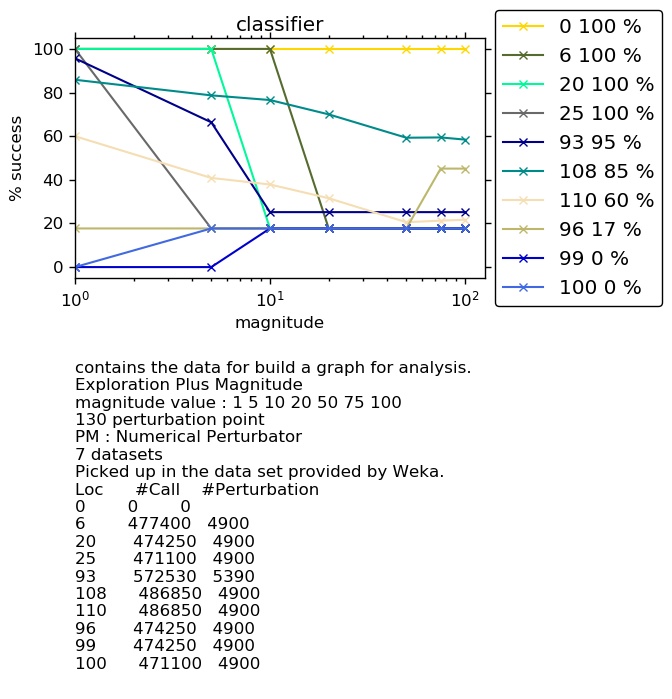 classifier
% success
100
80
60
40
20
0
10^0
10^1
10^2
magnitude
0 100 %
6 100 %
20 100 %
25 100 %
93 95 %
108 85 %
110 60 %
96 17 %
99 0 %
100 0 %
contains the data for build a graph for analysis.
Exploration Plus Magnitude
magnitude value : 1 5 10 20 50 75 100
130 perturbation point
PM : Numerical Perturbator
7 datasets
Picked up in the data set provided by Weka.
Loc #Call #Perturbation
0 0 0
6 477400 4900
20 474250 4900
25 471100 4900
93 572530 5390
108 486850 4900
110 486850 4900
96 474250 4900
99 474250 4900
100 471100 4900